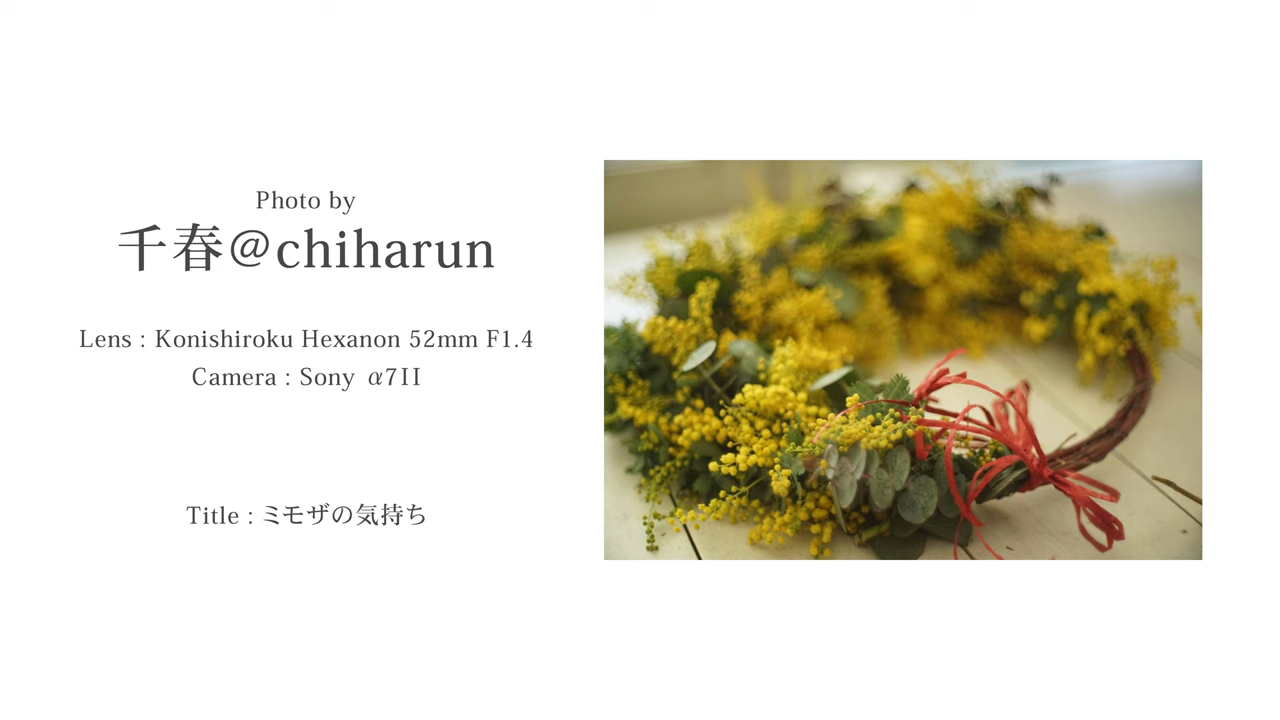 Photo by
千春@chiharun
Lens : Konishiroku Hexanon 52mm F1.4
Camera : Sony α7II
Title : ミモザの気持ち